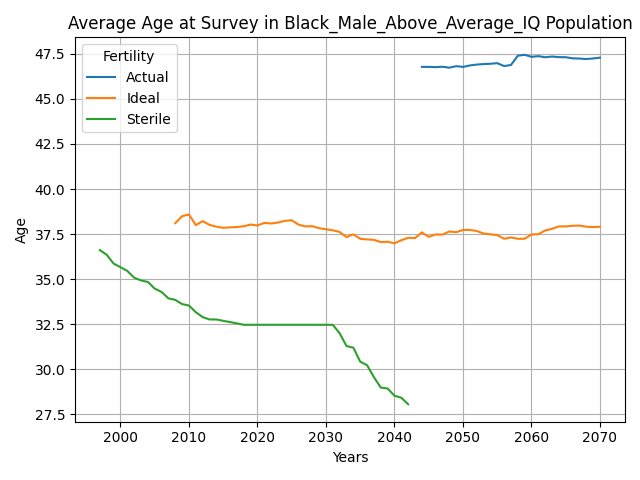 Average Age at Survey in Black_Male_Above_Average_IQ Population
Fertility
Actual
Ideal
Sterile
47.5
45.0
42.5
40.0
37.5
35.0
32.5
30.0
27.5
Age
2000 2010 2020 2030 2040 2050 2060 2070
Years